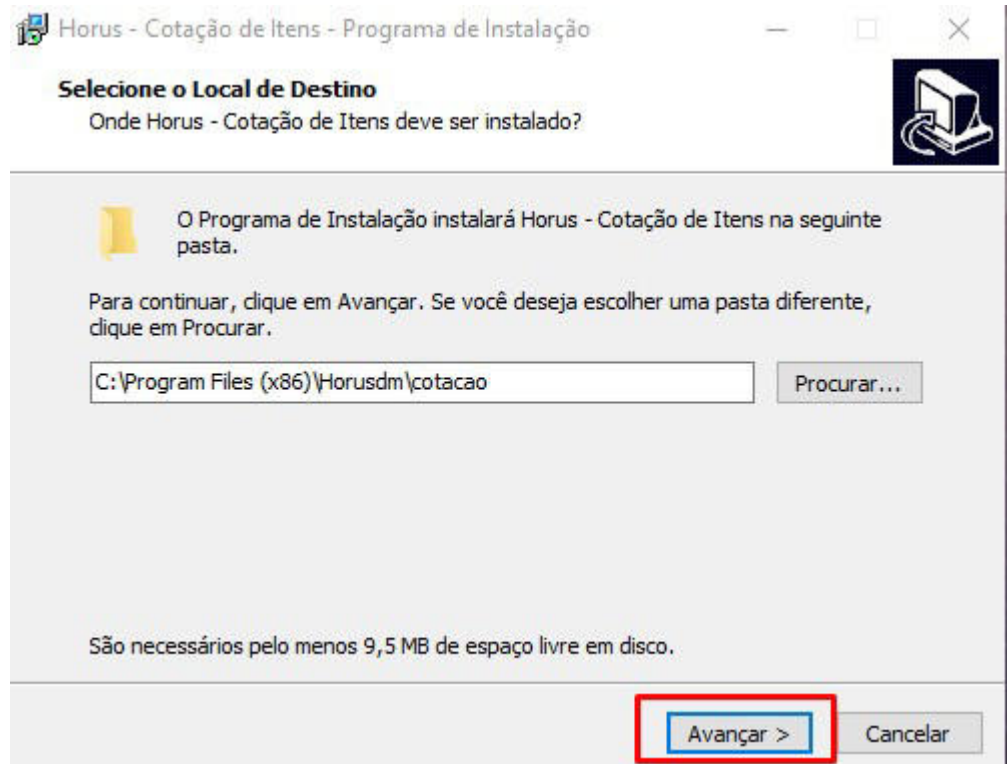 Horus - Cotação de Itens - Programa de Instalação
Selecione o Local de Destino
Onde Horus - Cotação de Itens deve ser instalado?
O Programa de Instalação instalará Horus - Cotação de Itens na seguinte
pasta.
Para continuar, clique em Avançar. Se você deseja escolher uma pasta diferente,
clique em Procurar.
C:\Program Files (x86)\Horusdm\cotacao
Procurar...
São necessários pelo menos 9,5 MB de espaço livre em disco.
Avançar >
Cancelar